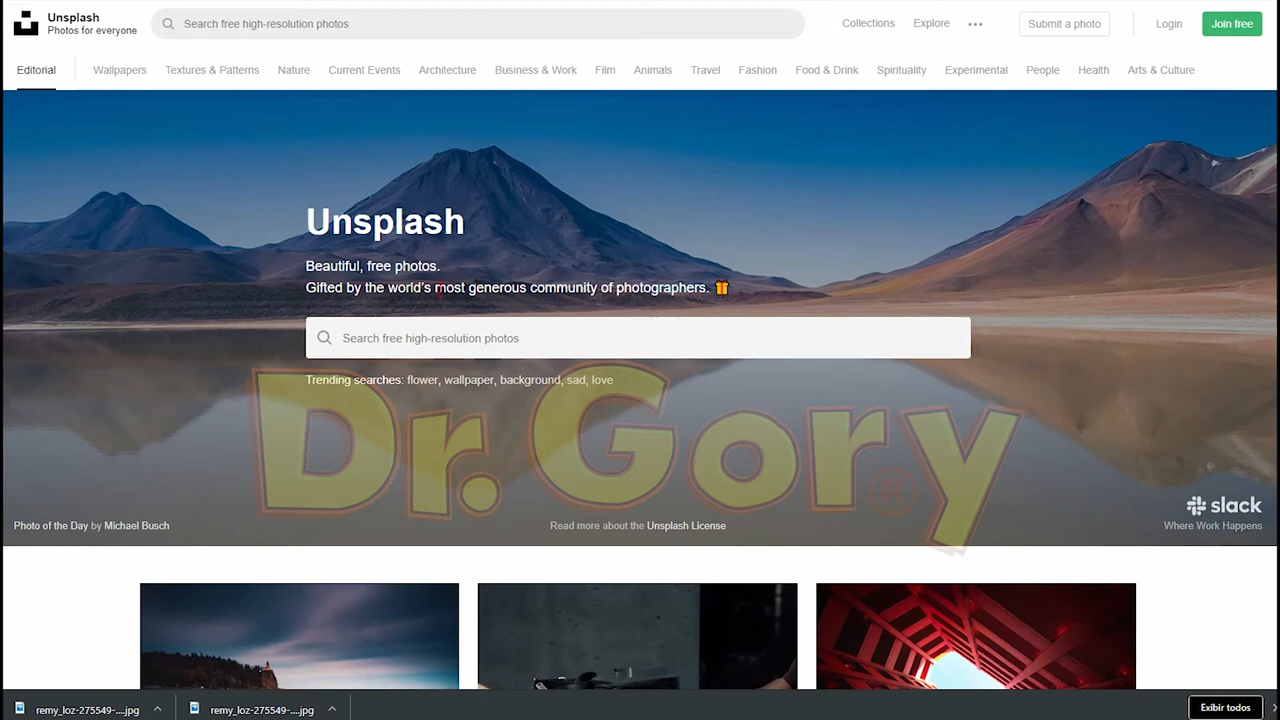 Unsplash
Photos for everyone
Search free high-resolution photos
Collections
Explore
Submit a photo
Login
Join free
Editorial
Wallpapers
Textures & Patterns
Nature
Current Events
Architecture
Business & Work
Film
Animals
Travel
Fashion
Food & Drink
Spirituality
Experimental
People
Health
Arts & Culture
Unsplash
Beautiful, free photos.
Gifted by the world's most generous community of photographers.
Search free high-resolution photos
Trending searches: flower, wallpaper, background, sad, love
Dr. Gory®
slack
Where Work Happens
Photo of the Day by Michael Busch
Read more about the Unsplash License
remy_loz-275549-....jpg
remy_loz-275549-....jpg
Exibir todos